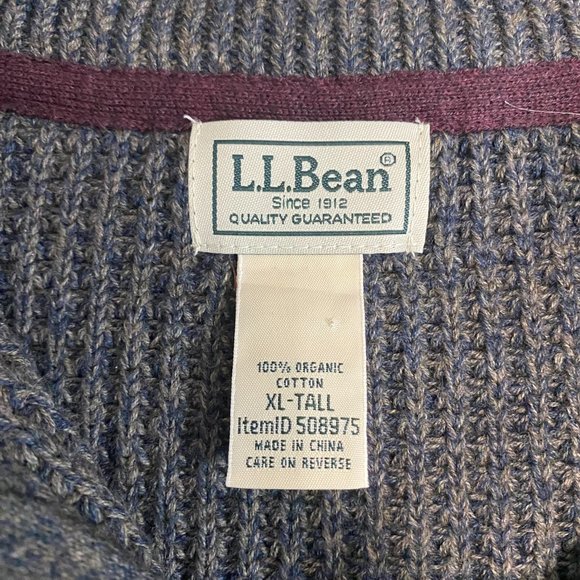 L.L.Bean®
Since 1912
QUALITY GUARANTEED
100% ORGANIC
COTTON
XL-TALL
ItemID 508975
MADE IN CHINA
CARE ON REVERSE